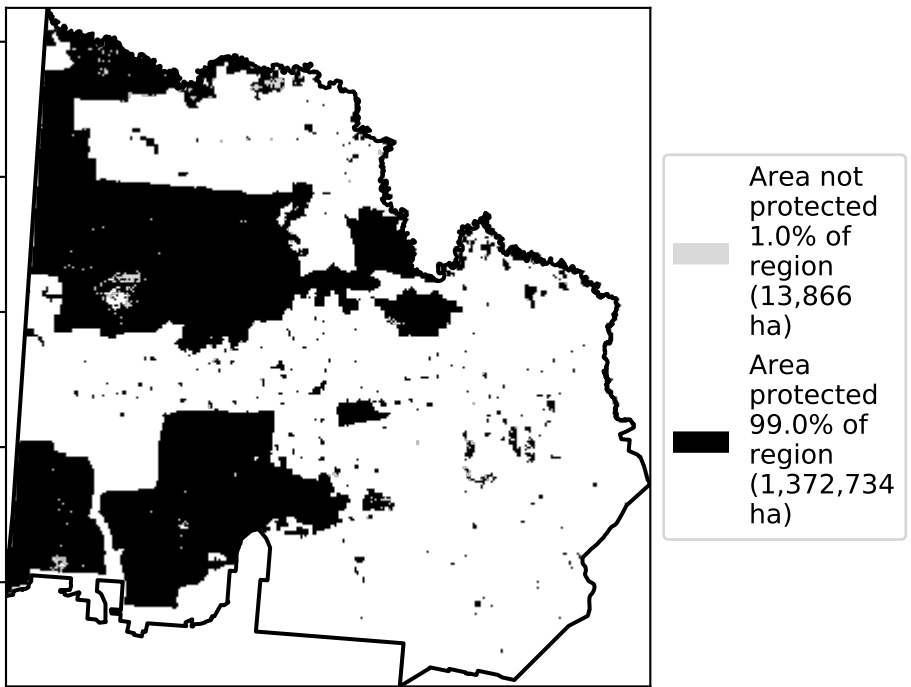 Area not
protected
1.0% of
region
(13,866
ha)
Area
protected
99.0% of
region
(1,372,734
ha)